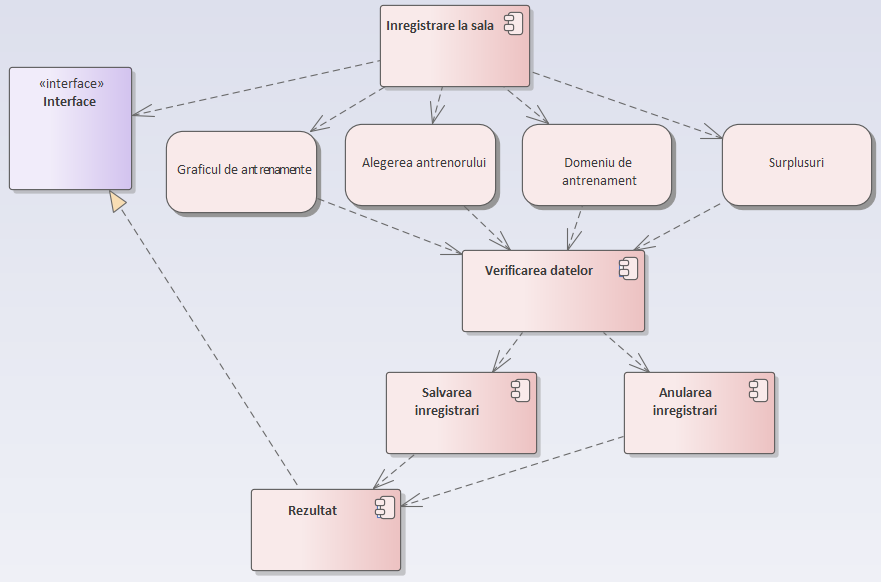 Inregistrare la sala
«interface»
Interface
Graficul de antrenamente
Alegerea antrenorului
Domeniu de
antrenament
Surplusuri
Verificarea datelor
Salvarea
inregistrari
Anularea
inregistrari
Rezultat